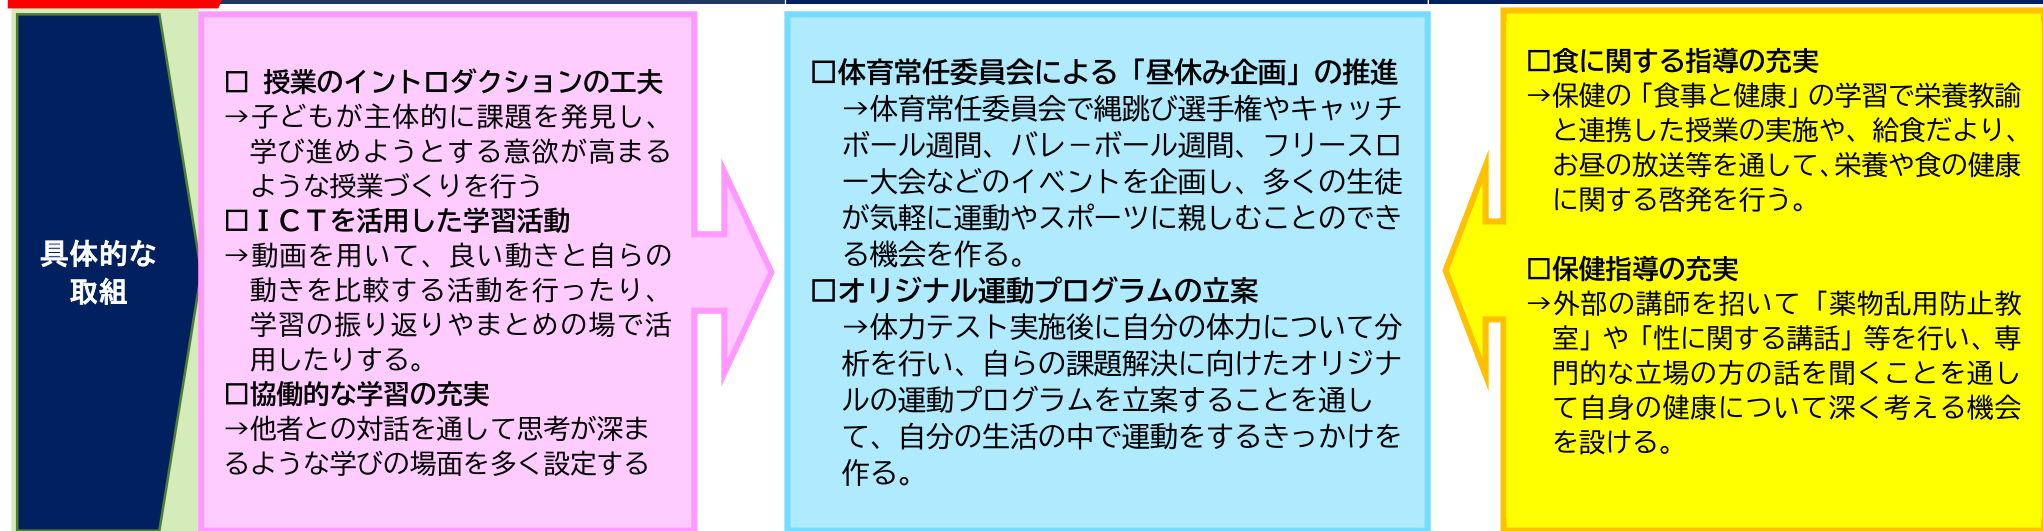 具体的な
取組
□ 授業のイントロダクションの工夫
→子どもが主体的に課題を発見し、
学び進めようとする意欲が高まる
ような授業づくりを行う
□ＩＣＴを活用した学習活動
→動画を用いて、良い動きと自らの
動きを比較する活動を行ったり、
学習の振り返りやまとめの場で活
用したりする。
□協働的な学習の充実
→他者との対話を通して思考が深ま
るような学びの場面を多く設定する
□体育常任委員会による「昼休み企画」の推進
→体育常任委員会で縄跳び選手権やキャッチ
ボール週間、バレーボール週間、フリースロ
ー大会などのイベントを企画し、多くの生徒
が気軽に運動やスポーツに親しむことのでき
る機会を作る。
□オリジナル運動プログラムの立案
→体力テスト実施後に自分の体力について分
析を行い、自らの課題解決に向けたオリジナ
ルの運動プログラムを立案することを通し
て、自分の生活の中で運動をするきっかけを
作る。
□食に関する指導の充実
→保健の「食事と健康」の学習で栄養教諭
と連携した授業の実施や、給食だより、
お昼の放送等を通して、栄養や食の健康
に関する啓発を行う。
□保健指導の充実
→外部の講師を招いて「薬物乱用防止教
室」や「性に関する講話」等を行い、専
門的な立場の方の話を聞くことを通し
て自身の健康について深く考える機会
を設ける。